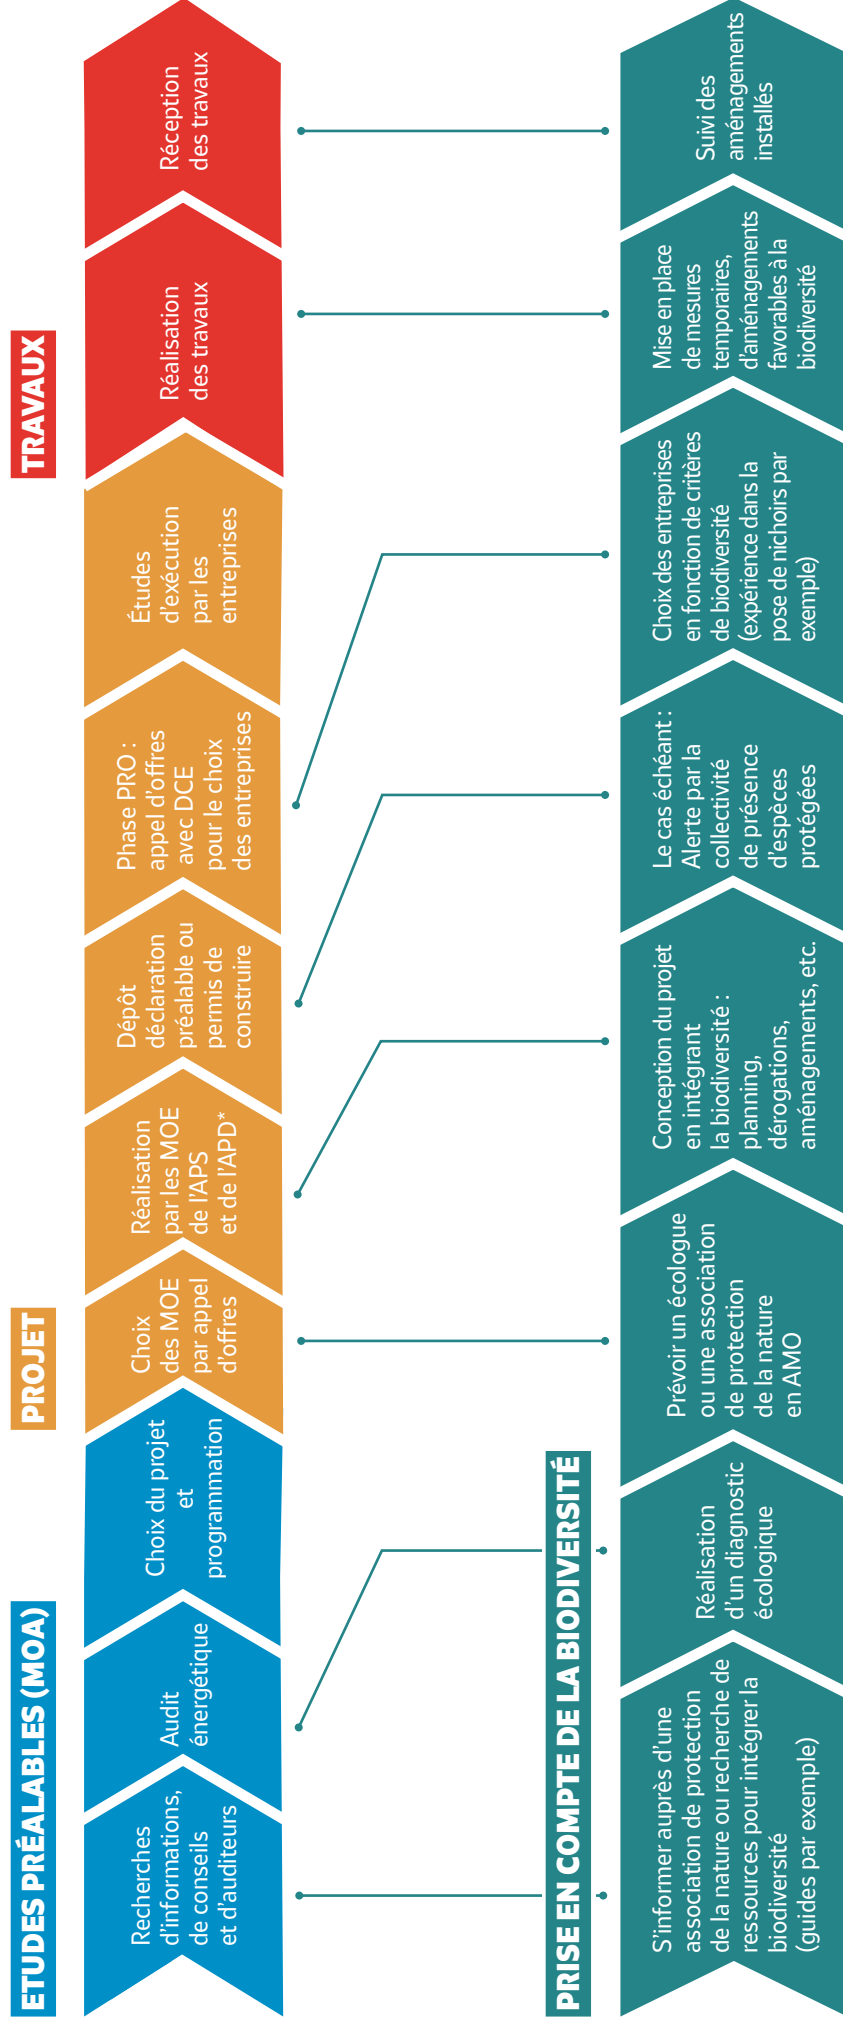 ETUDES PRÉALABLES (MOA)
PROJET
TRAVAUX
Recherches
d'informations,
de conseils
et d'auditeurs
Audit
énergétique
Choix du projet
et
programmation
Choix
des MOE
par appel
d'offres
Réalisation
par les MOE
de l'APS
et de l'APD*
Dépôt
déclaration
préalable ou
permis de
construire
Phase PRO :
appel d'offres
avec DCE
pour le choix
des entreprises
Études
d'exécution
par les
entreprises
Réalisation
des travaux
Réception
des travaux
PRISE EN COMPTE DE LA BIODIVERSITÉ
S'informer auprès d'une
association de protection
de la nature ou recherche de
ressources pour intégrer la
biodiversité
(guides par exemple)
Réalisation
d'un diagnostic
écologique
Prévoir un écologue
ou une association
de protection
de la nature
en AMO
Conception du projet
en intégrant
la biodiversité :
planning,
dérogations,
aménagements, etc.
Le cas échéant :
Alerte par la
collectivité
de présence
d'espèces
protégées
Choix des entreprises
en fonction de critères
de biodiversité
(expérience dans la
pose de nichoirs par
exemple)
Mise en place
de mesures
temporaires,
d'aménagements
favorables à la
biodiversité
Suivi des
aménagements
installés